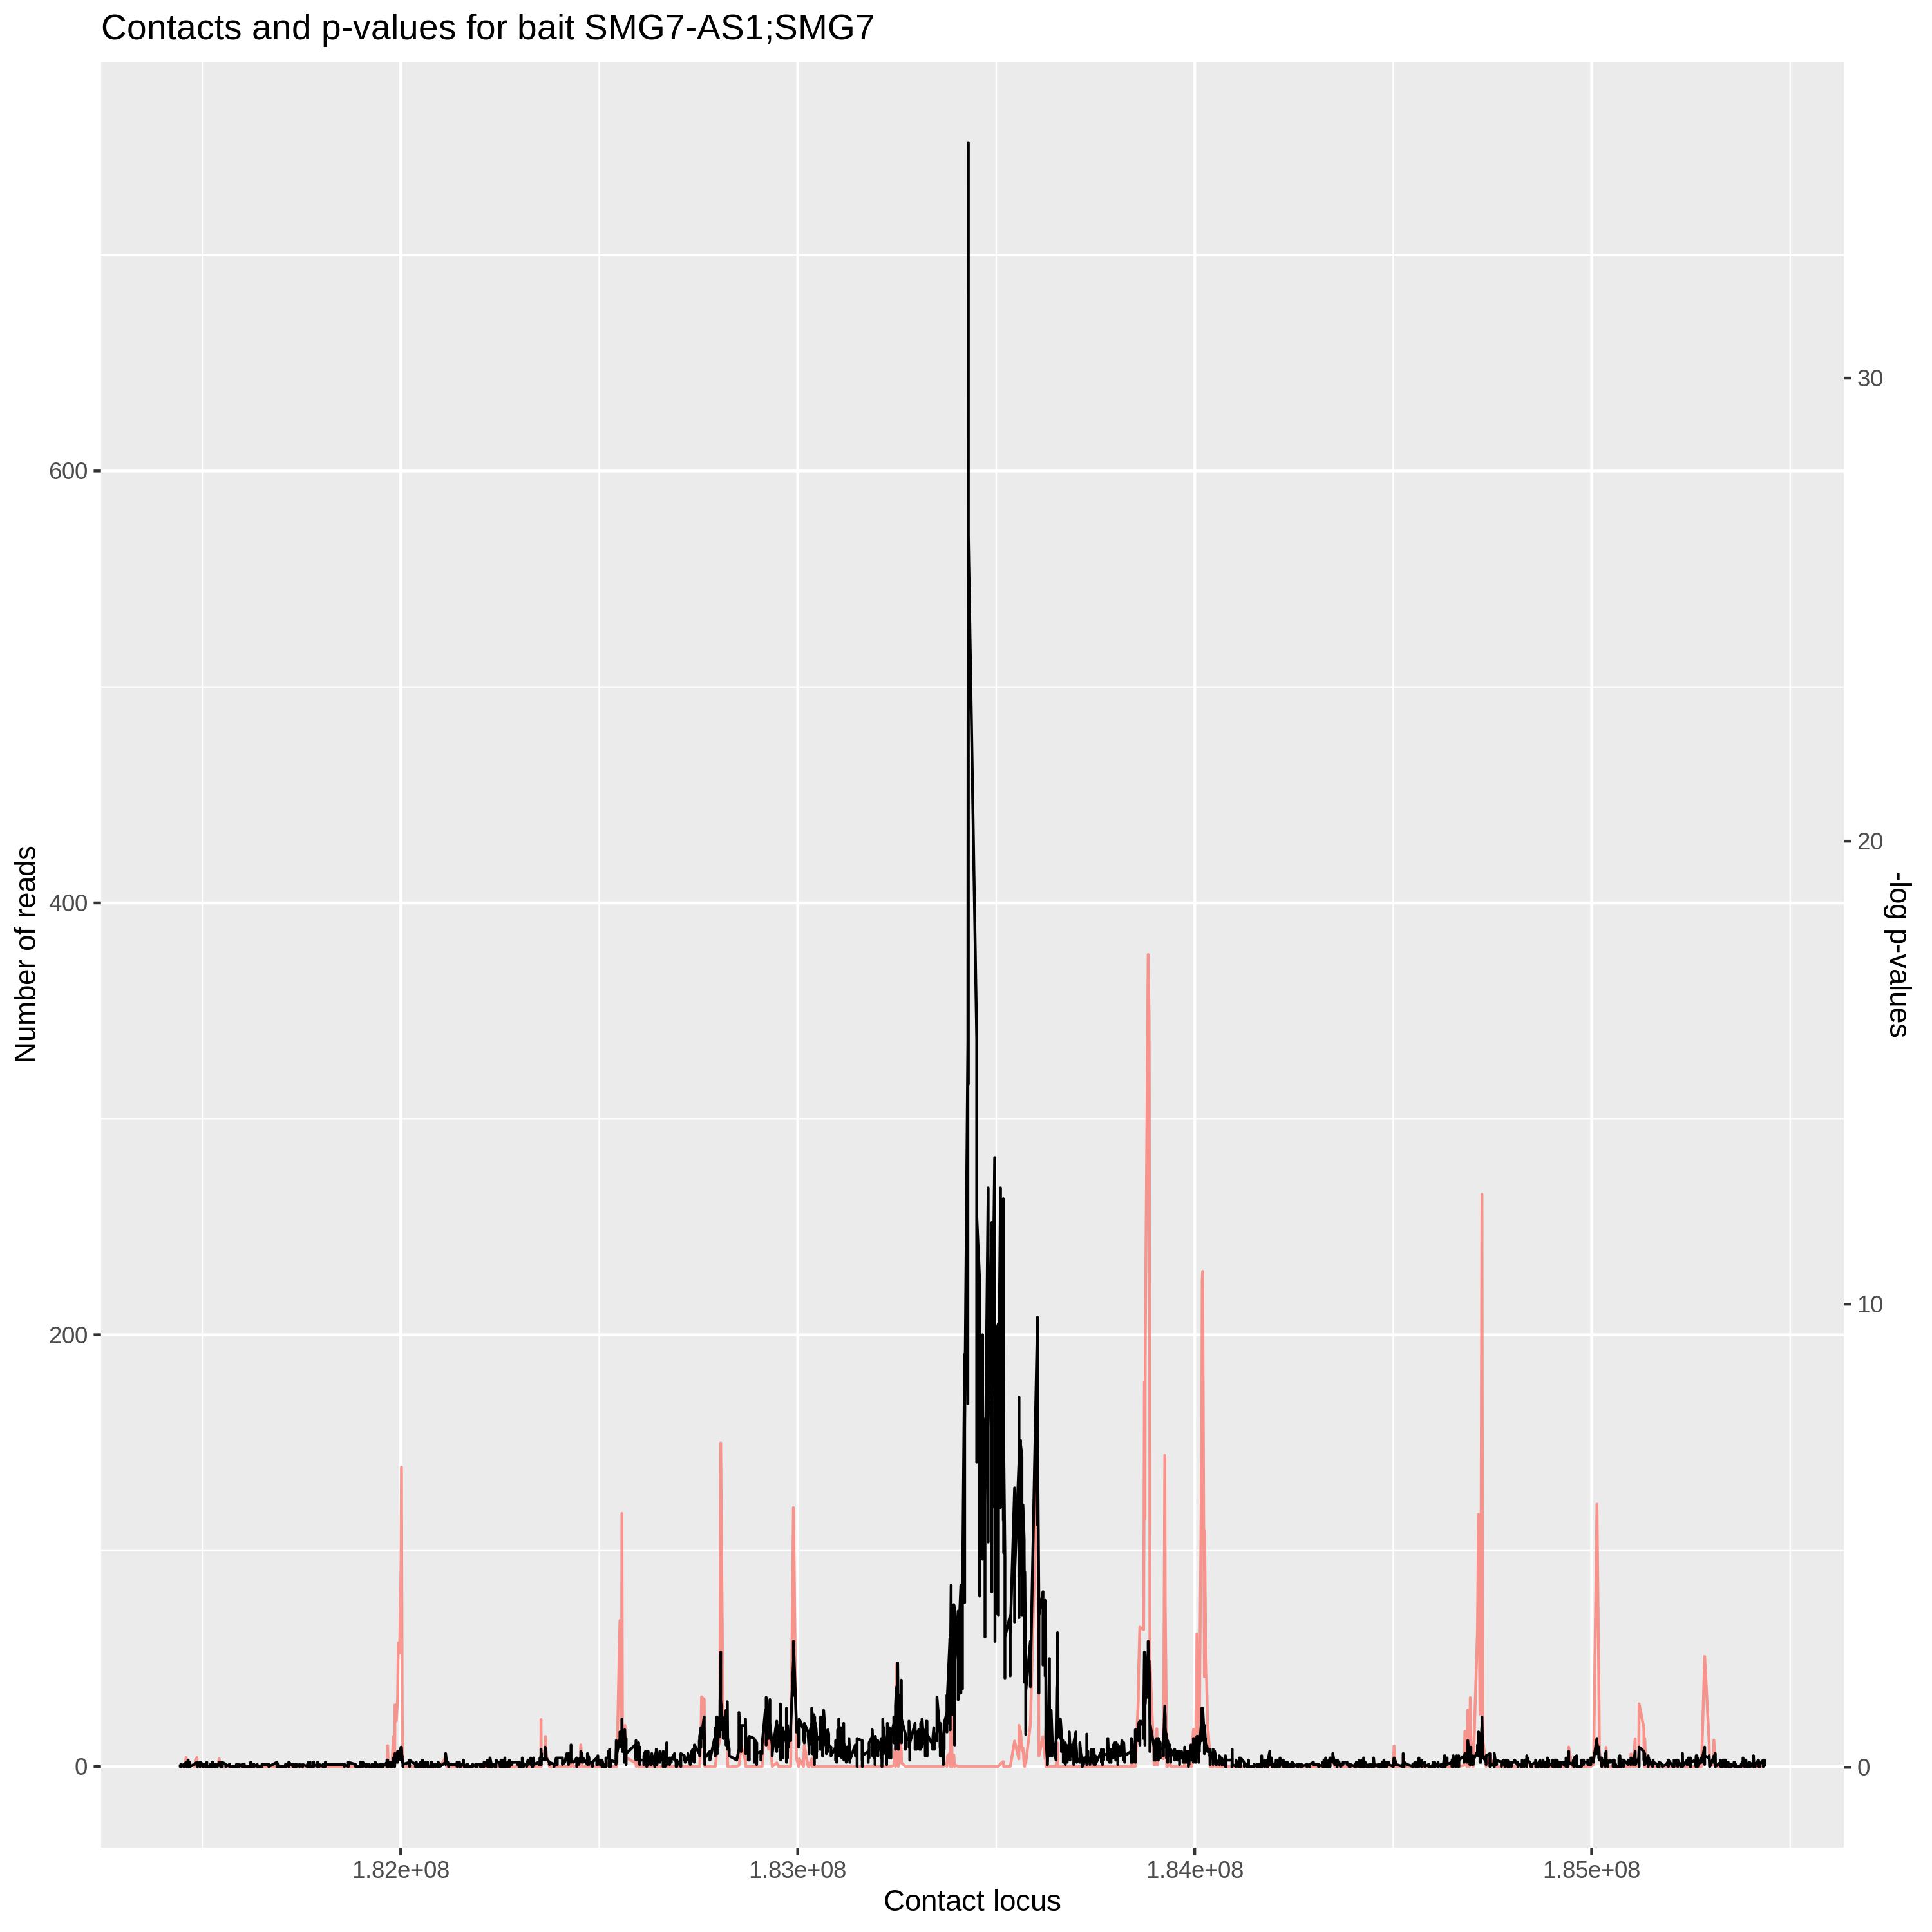 Contacts and p-values for bait SMG7-AS1;SMG7
Number of reads
600
400
200
0
30
20
10
0
-log p-values
1.82e+08
1.83e+08
1.84e+08
1.85e+08
Contact locus